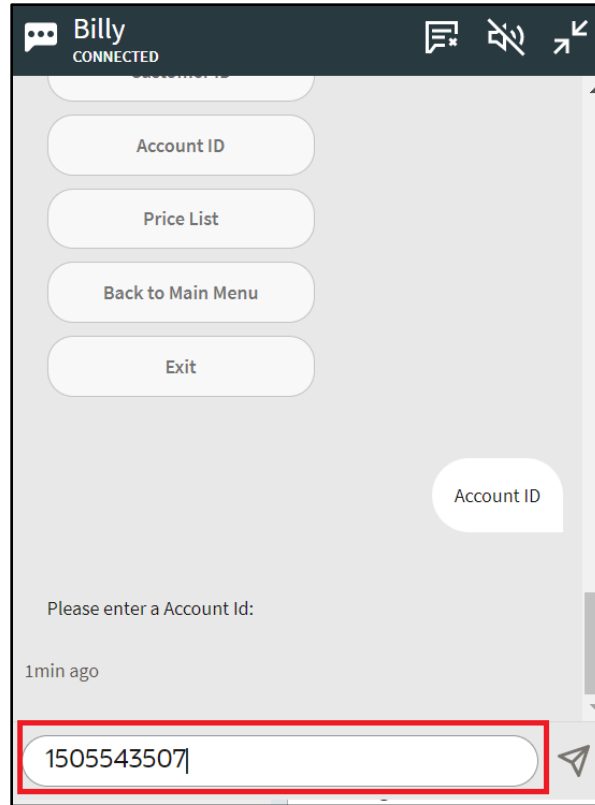 Billy
CONNECTED
Account ID
Price List
Back to Main Menu
Exit
Account ID
Please enter a Account Id:
1min ago
1505543507